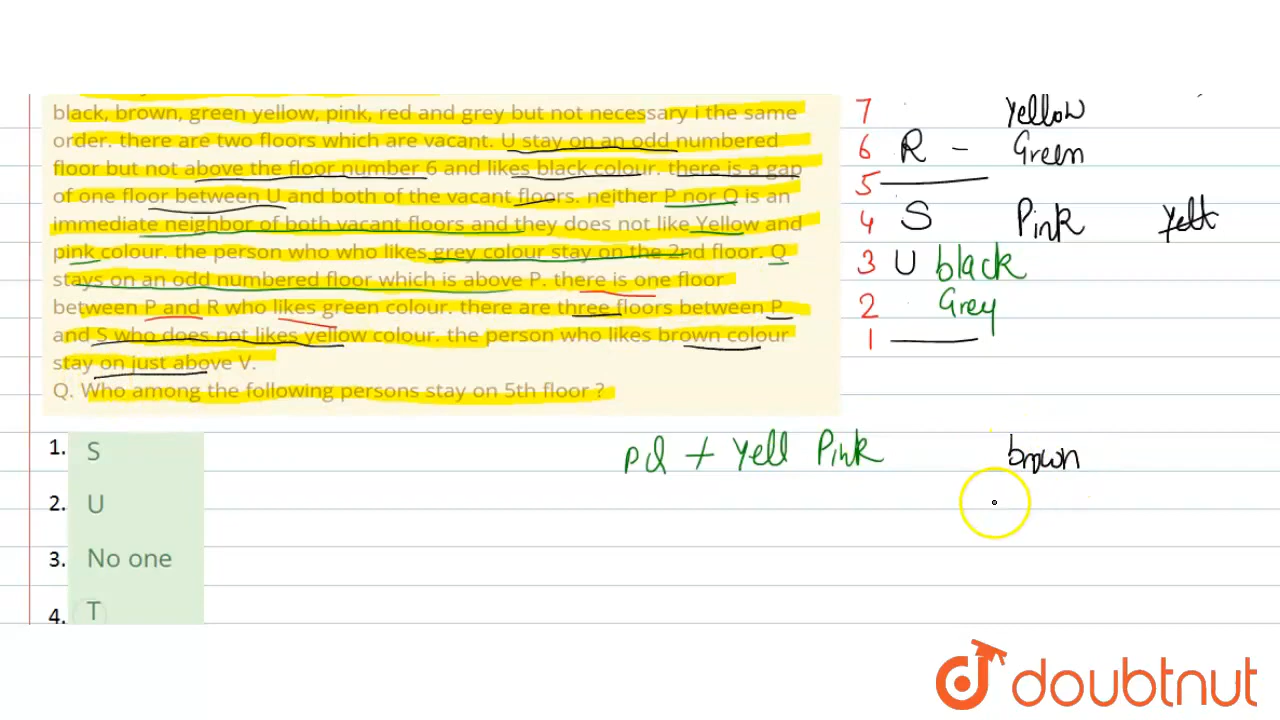 black, brown, green yellow, pink, red and grey but not necessary i the same
order. there are two floors which are vacant. U stay on an odd numbered
floor but not above the floor number 6 and likes black colour. there is a gap
of one floor between U and both of the vacant floors. neither P nor Q is an
immediate neighbor of both vacant floors and they does not like Yellow and
pink colour. the person who who likes grey colour stay on the 2nd floor. Q
stays on an odd numbered floor which is above P. there is one floor
between P and R who likes green colour. there are three floors between P
and S who does not likes yellow colour. the person who likes brown colour
stay on just above V.
Q. Who among the following persons stay on 5th floor ?
1. S
2. U
3. No one
4. T
7 Yellow
6 R - Green
5
4 S Pink
3 U black
2 Grey
1
+ Yell Pink
brown
doubtnut